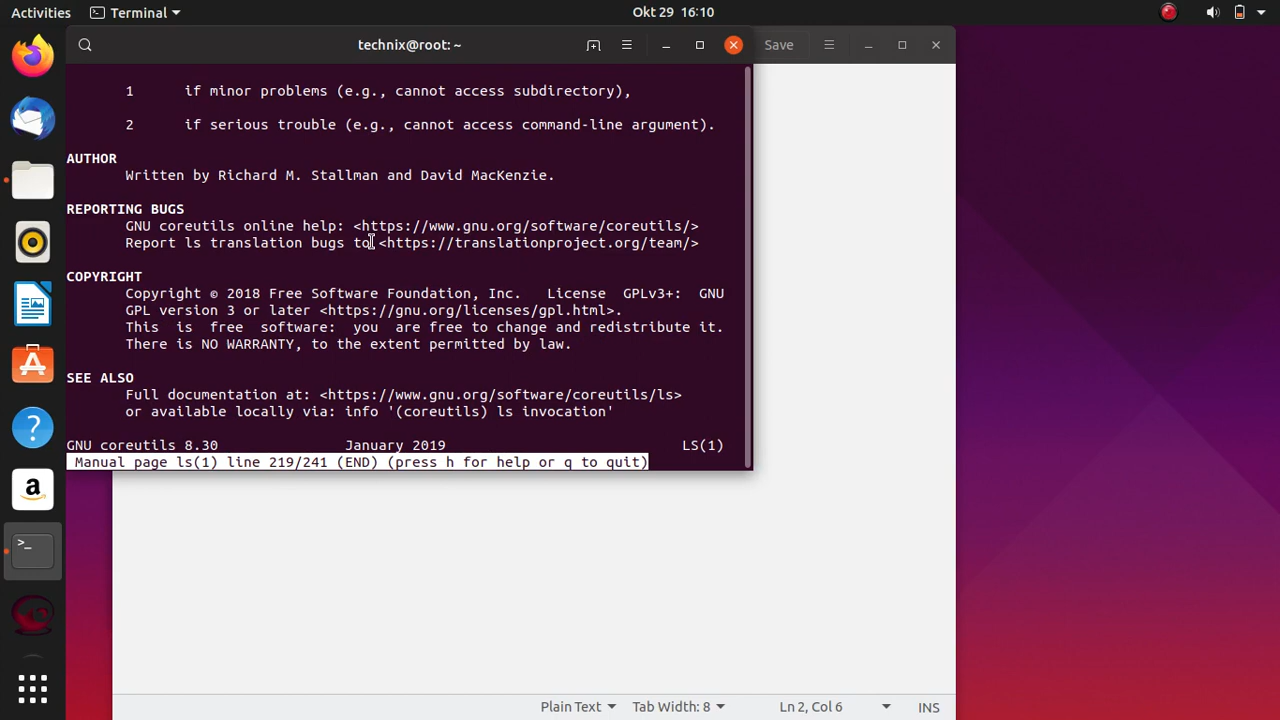 Activities
Terminal
Okt 29 16:10
technix@root: ~
Save
1 if minor problems (e.g., cannot access subdirectory),
2 if serious trouble (e.g., cannot access command-line argument).
AUTHOR
Written by Richard M. Stallman and David MacKenzie.
REPORTING BUGS
GNU coreutils online help: <https://www.gnu.org/software/coreutils/>
Report ls translation bugs to <https://translationproject.org/team/>
COPYRIGHT
Copyright © 2018 Free Software Foundation, Inc. License GPLv3+: GNU
GPL version 3 or later <https://gnu.org/licenses/gpl.html>.
This is free software: you are free to change and redistribute it.
There is NO WARRANTY, to the extent permitted by law.
SEE ALSO
Full documentation at: <https://www.gnu.org/software/coreutils/ls>
or available locally via: info '(coreutils) ls invocation'
GNU coreutils 8.30 January 2019 LS(1)
Manual page ls(1) line 219/241 (END) (press h for help or q to quit)
Plain Text Tab Width: 8 Ln 2, Col 6 INS